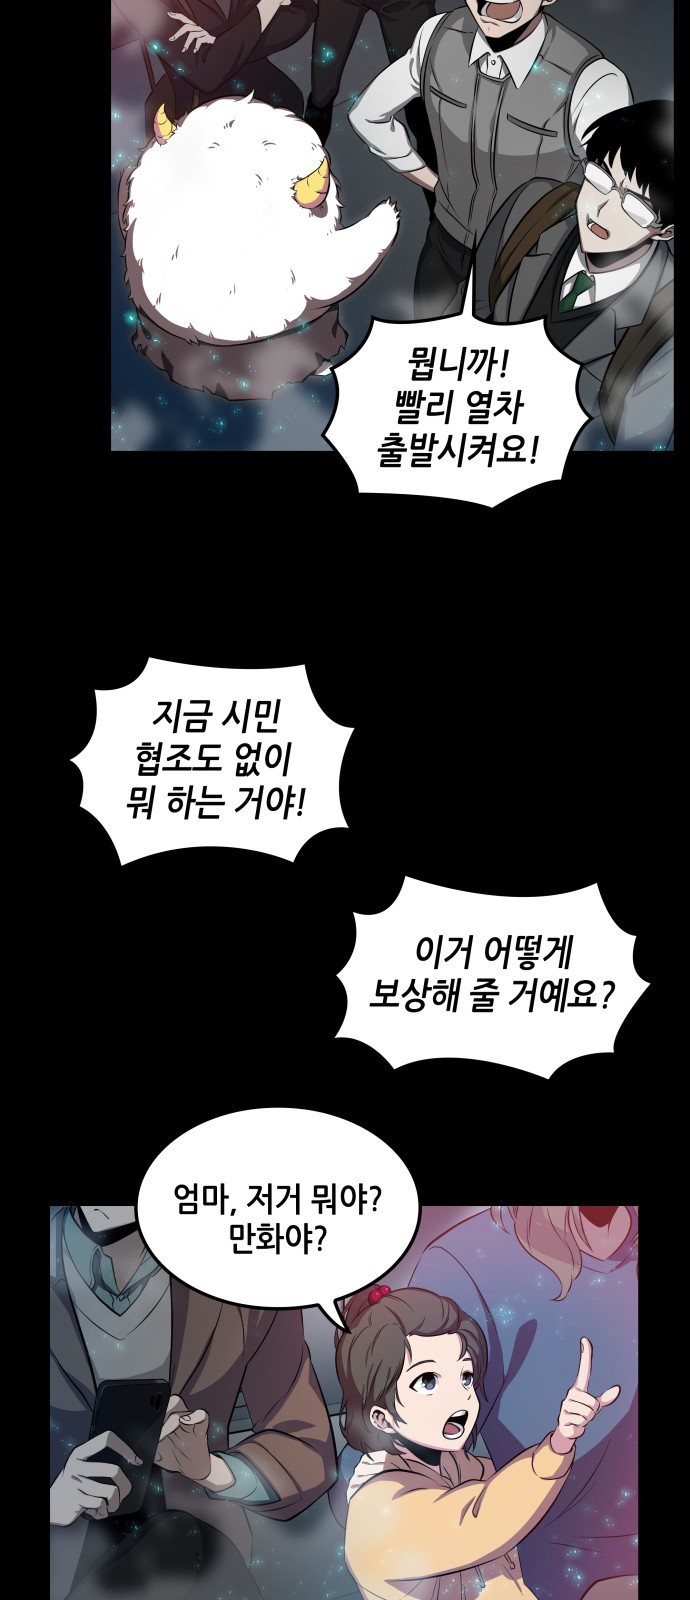 뭡니까!
빨리 열차
출발시켜요!
지금 시민
협조도 없이
뭐 하는 거야!
이거 어떻게
보상해 줄 거예요?
엄마, 저거 뭐야?
만화야?